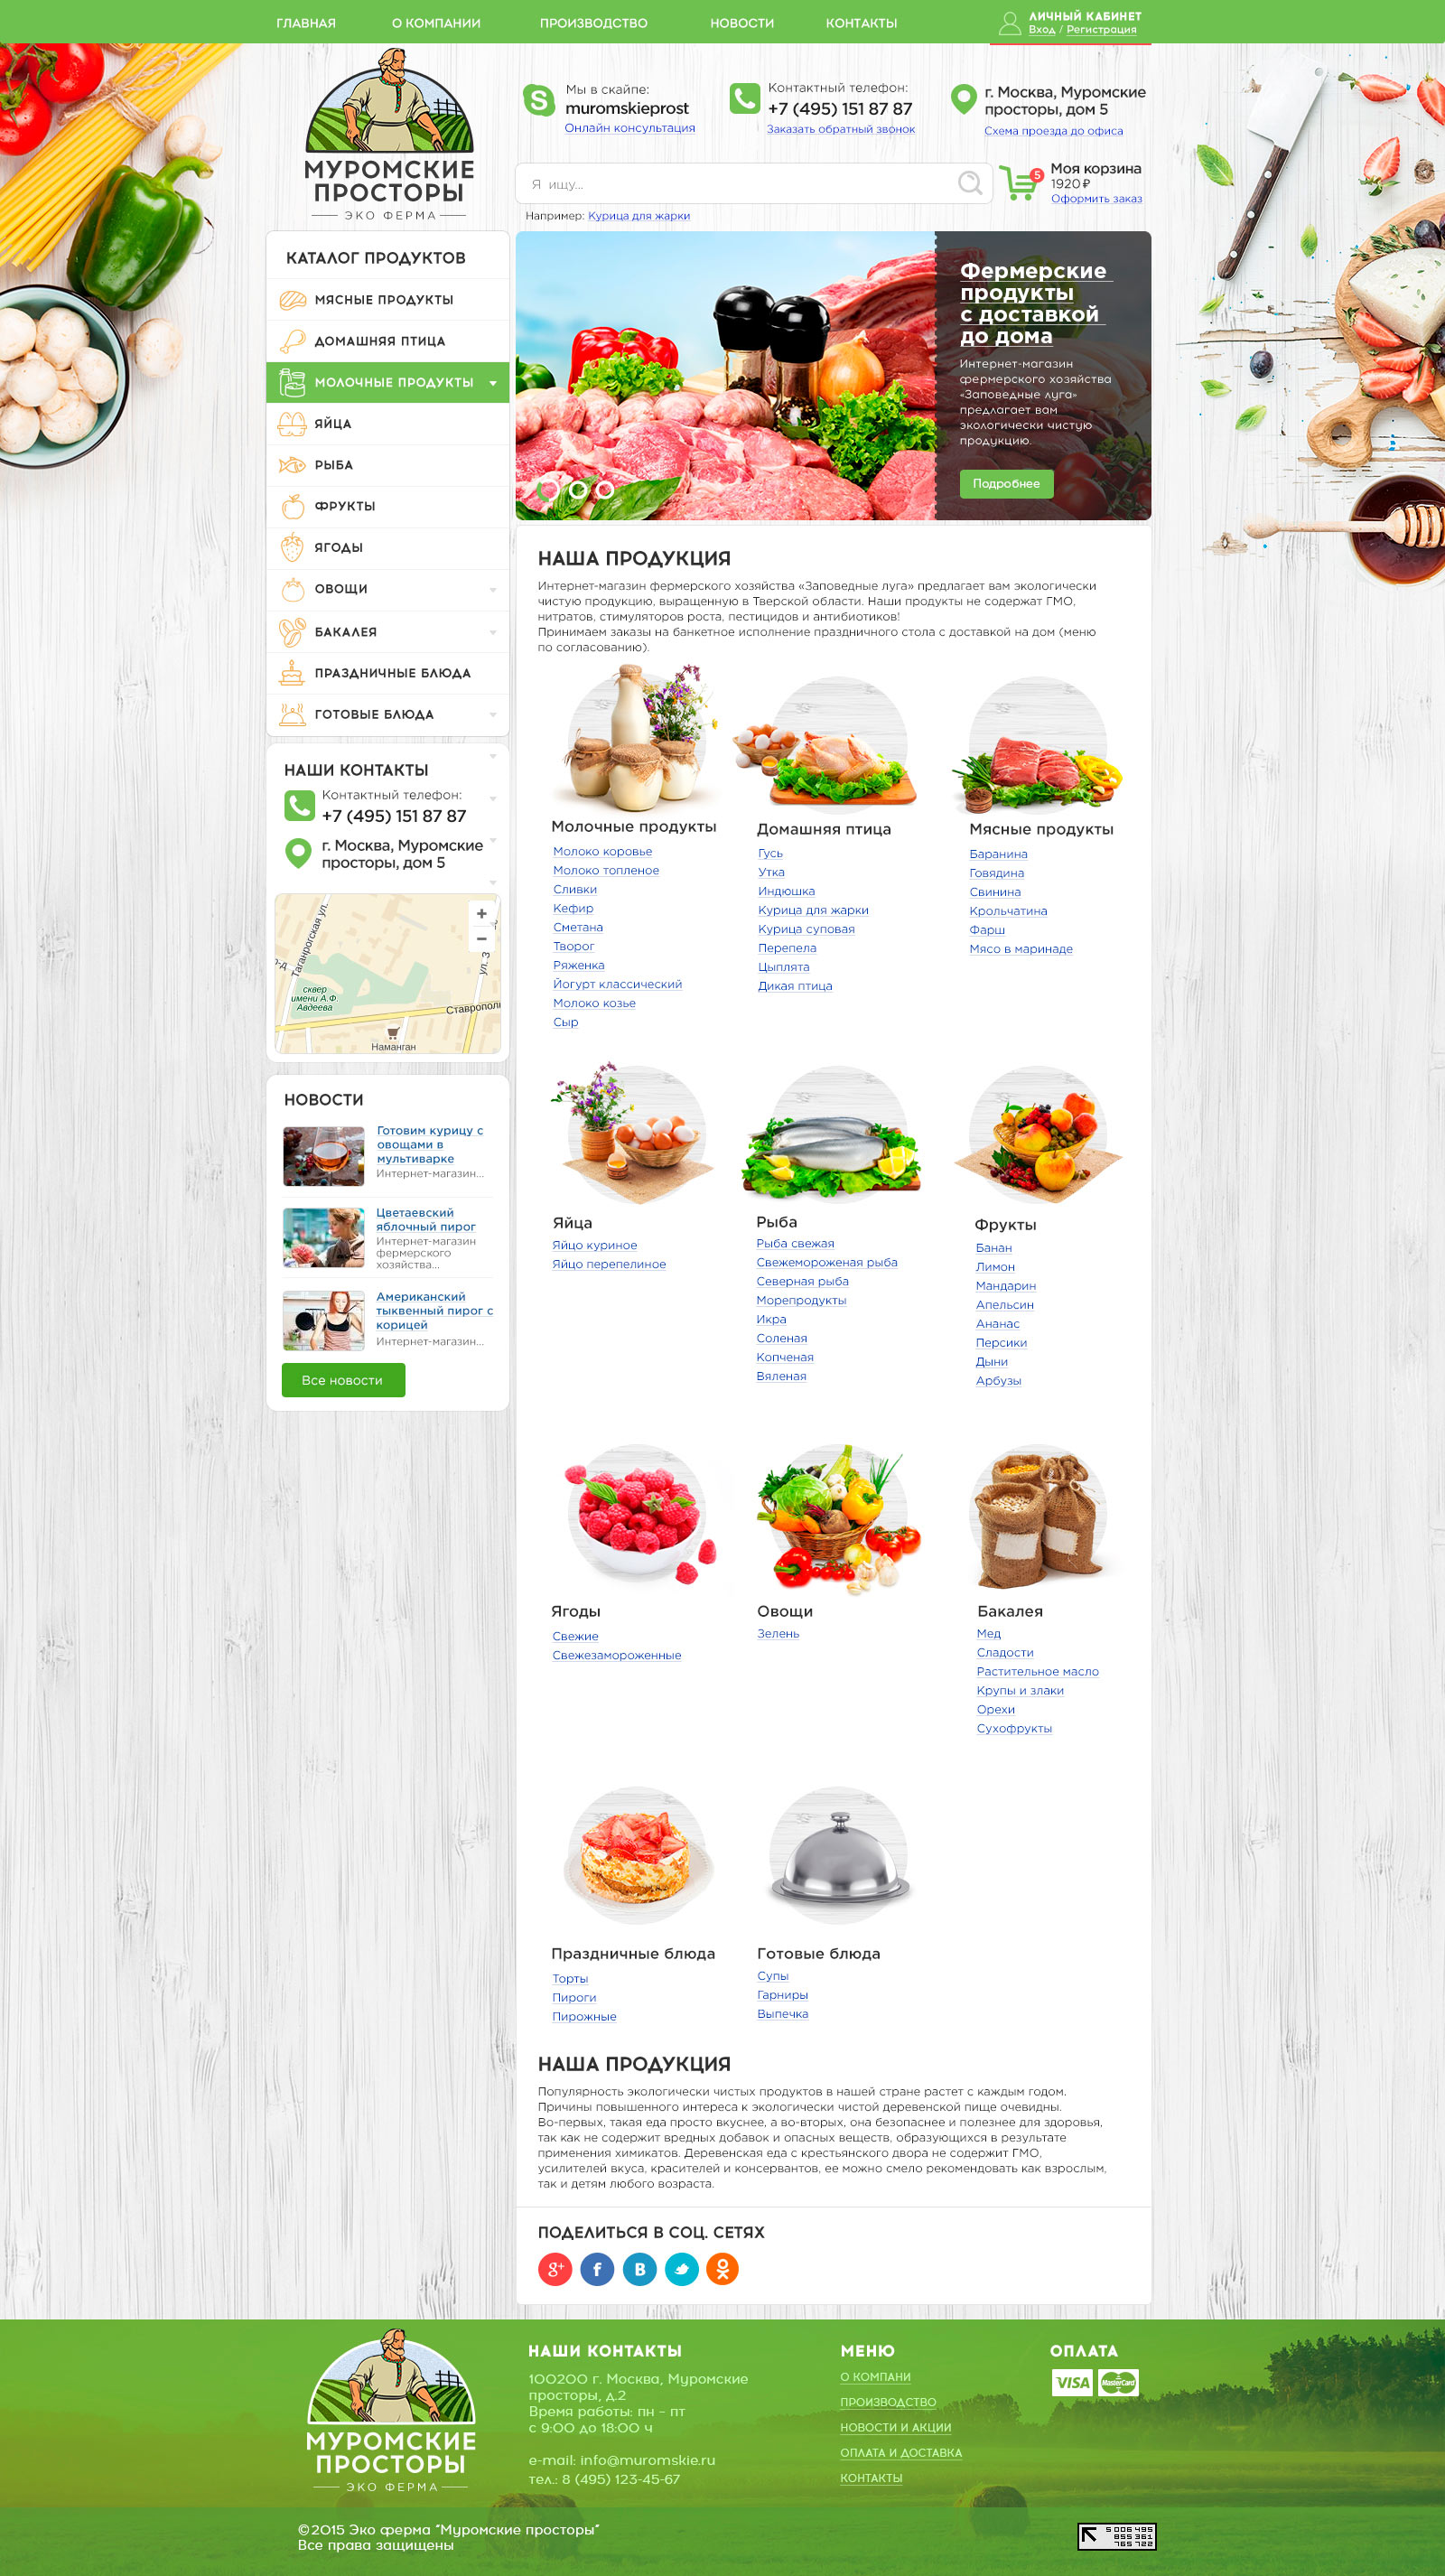 ГЛАВНАЯ
О КОМПАНИИ
ПРОИЗВОДСТВО
НОВОСТИ
КОНТАКТЫ
ЛИЧНЫЙ КАБИНЕТ
Вход / Регистрация
МУРОМСКИЕ
ПРОСТОРЫ
ЭКО ФЕРМА
Мы в скайпе:
muromskieprost
Онлайн консультация
Контактный телефон:
+7 (495) 151 87 87
Заказать обратный звонок
г. Москва, Муромские
просторы, дом 5
Схема проезда до офиса
Я ищу...
Например: Курица для жарки
5
Моя корзина
1920 ₽
Оформить заказ
КАТАЛОГ ПРОДУКТОВ
МЯСНЫЕ ПРОДУКТЫ
ДОМАШНЯЯ ПТИЦА
МОЛОЧНЫЕ ПРОДУКТЫ
ЯЙЦА
РЫБА
ФРУКТЫ
ЯГОДЫ
ОВОЩИ
БАКАЛЕЯ
ПРАЗДНИЧНЫЕ БЛЮДА
ГОТОВЫЕ БЛЮДА
НАШИ КОНТАКТЫ
Контактный телефон:
+7 (495) 151 87 87
г. Москва, Муромские
просторы, дом 5
Таганрогская ул.
р-д
ул. 3
сквер
имени А.Ф.
Авдеева
Ставрополь
Наманган
+
−
НОВОСТИ
Готовим курицу с
овощами в
мультиварке
Интернет-магазин...
Цветаевский
яблочный пирог
Интернет-магазин
фермерского
хозяйства...
Американский
тыквенный пирог с
корицей
Интернет-магазин...
Все новости
Фермерские
продукты
с доставкой
до дома
Интернет-магазин
фермерского хозяйства
«Заповедные луга»
предлагает вам
экологически чистую
продукцию.
Подробнее
НАША ПРОДУКЦИЯ
Интернет-магазин фермерского хозяйства «Заповедные луга» предлагает вам экологически
чистую продукцию, выращенную в Тверской области. Наши продукты не содержат ГМО,
нитратов, стимуляторов роста, пестицидов и антибиотиков!
Принимаем заказы на банкетное исполнение праздничного стола с доставкой на дом (меню
по согласованию).
Молочные продукты
Молоко коровье
Молоко топленое
Сливки
Кефир
Сметана
Творог
Ряженка
Йогурт классический
Молоко козье
Сыр
Домашняя птица
Гусь
Утка
Индюшка
Курица для жарки
Курица суповая
Перепела
Цыплята
Дикая птица
Мясные продукты
Баранина
Говядина
Свинина
Крольчатина
Фарш
Мясо в маринаде
Яйца
Яйцо куриное
Яйцо перепелиное
Рыба
Рыба свежая
Свежемороженая рыба
Северная рыба
Морепродукты
Икра
Соленая
Копченая
Вяленая
Фрукты
Банан
Лимон
Мандарин
Апельсин
Ананас
Персики
Дыни
Арбузы
Ягоды
Свежие
Свежезамороженные
Овощи
Зелень
Бакалея
Мед
Сладости
Растительное масло
Крупы и злаки
Орехи
Сухофрукты
Праздничные блюда
Торты
Пироги
Пирожные
Готовые блюда
Супы
Гарниры
Выпечка
НАША ПРОДУКЦИЯ
Популярность экологически чистых продуктов в нашей стране растет с каждым годом.
Причины повышенного интереса к экологически чистой деревенской пище очевидны.
Во-первых, такая еда просто вкуснее, а во-вторых, она безопаснее и полезнее для здоровья,
так как не содержит вредных добавок и опасных веществ, образующихся в результате
применения химикатов. Деревенская еда с крестьянского двора не содержит ГМО,
усилителей вкуса, красителей и консервантов, ее можно смело рекомендовать как взрослым,
так и детям любого возраста.
ПОДЕЛИТЬСЯ В СОЦ. СЕТЯХ
g+
f
B
МУРОМСКИЕ
ПРОСТОРЫ
ЭКО ФЕРМА
НАШИ КОНТАКТЫ
100200 г. Москва, Муромские
просторы, д.2
Время работы: пн – пт
с 9:00 до 18:00 ч
e-mail: info@muromskie.ru
тел.: 8 (495) 123-45-67
МЕНЮ
О КОМПАНИ
ПРОИЗВОДСТВО
НОВОСТИ И АКЦИИ
ОПЛАТА И ДОСТАВКА
КОНТАКТЫ
ОПЛАТА
VISA
MasterCard
©2015 Эко ферма "Муромские просторы"
Все права защищены
5 006 495
855 361
765 722